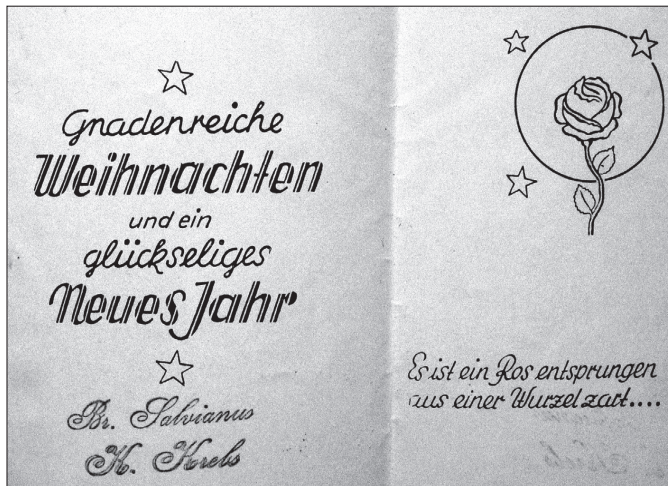 Gnadenreiche
Weihnachten
und ein
glückseliges
Neues Jahr
Br. Salvianus
K. Krebs
Es ist ein Ros entsprungen
aus einer Wurzel zart....